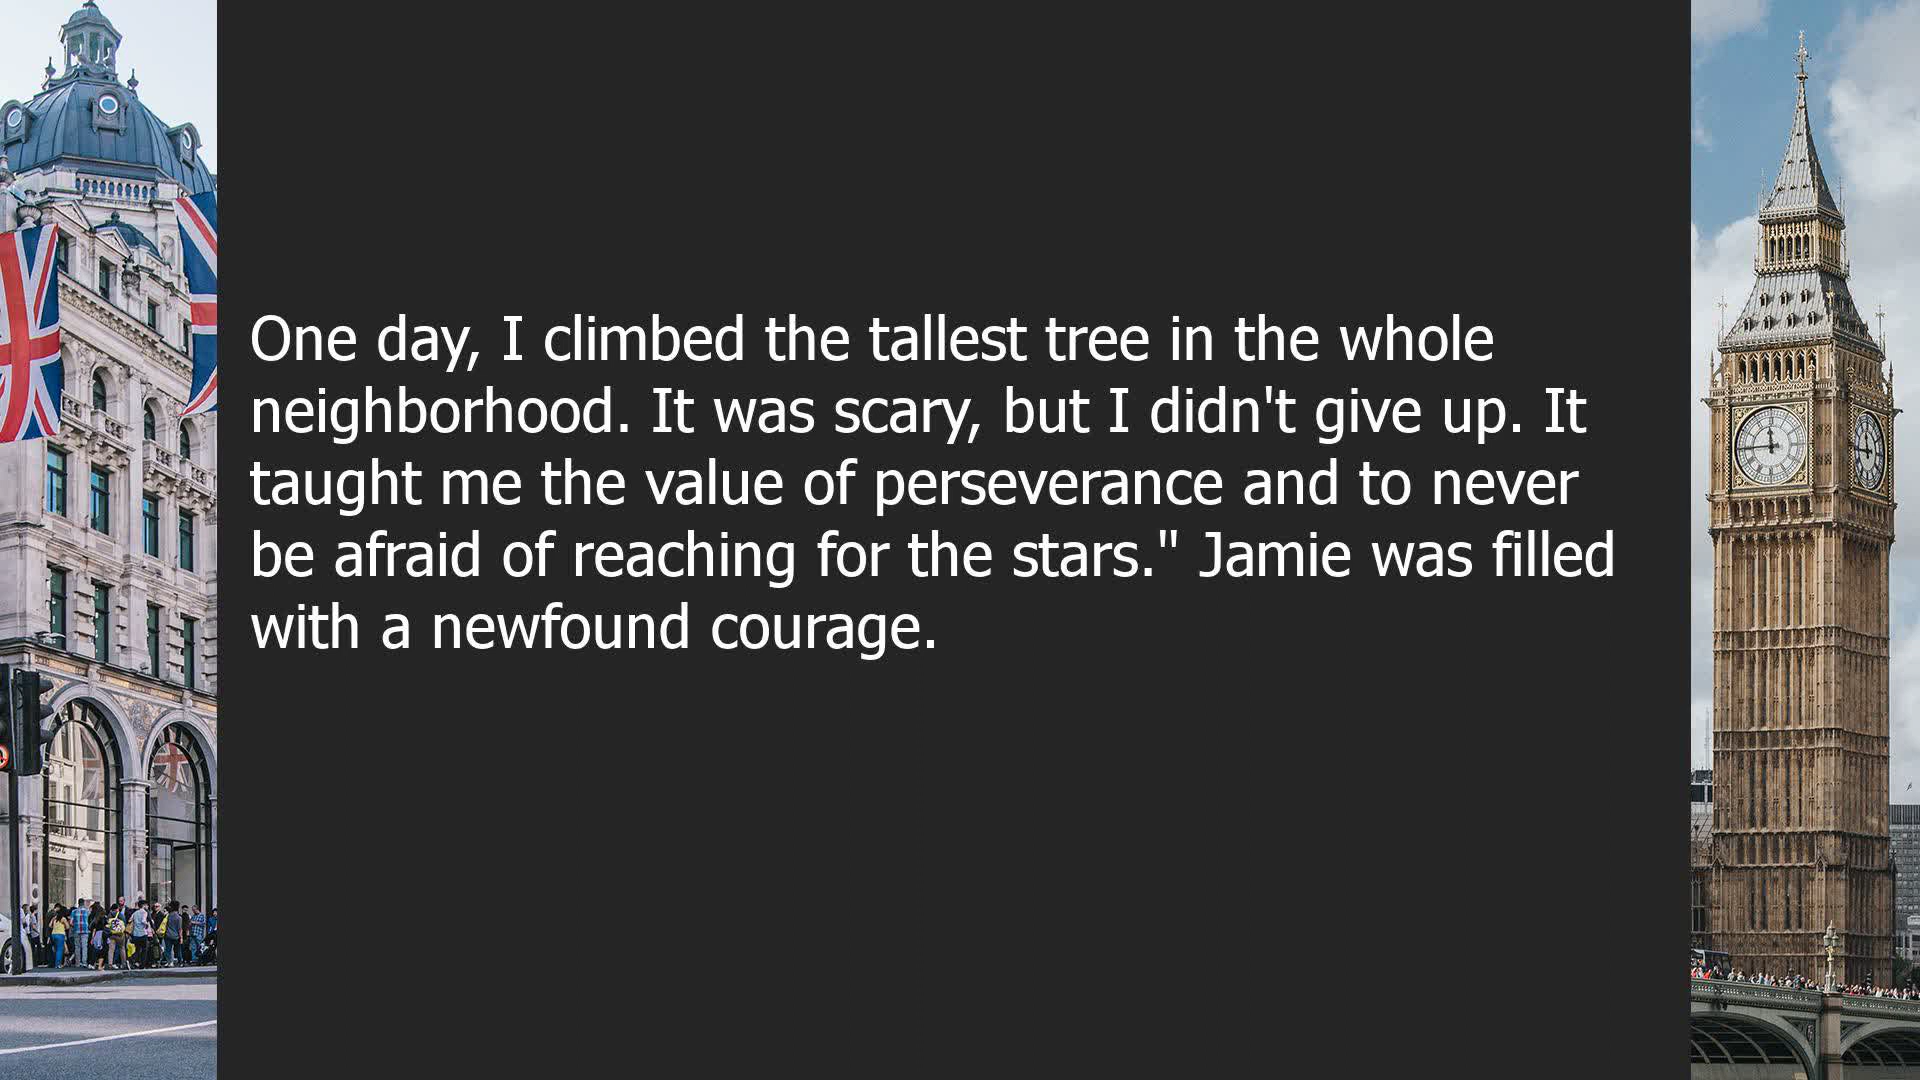 One day, I climbed the tallest tree in the whole
neighborhood. It was scary, but I didn't give up. It
taught me the value of perseverance and to never
be afraid of reaching for the stars." Jamie was filled
with a newfound courage.